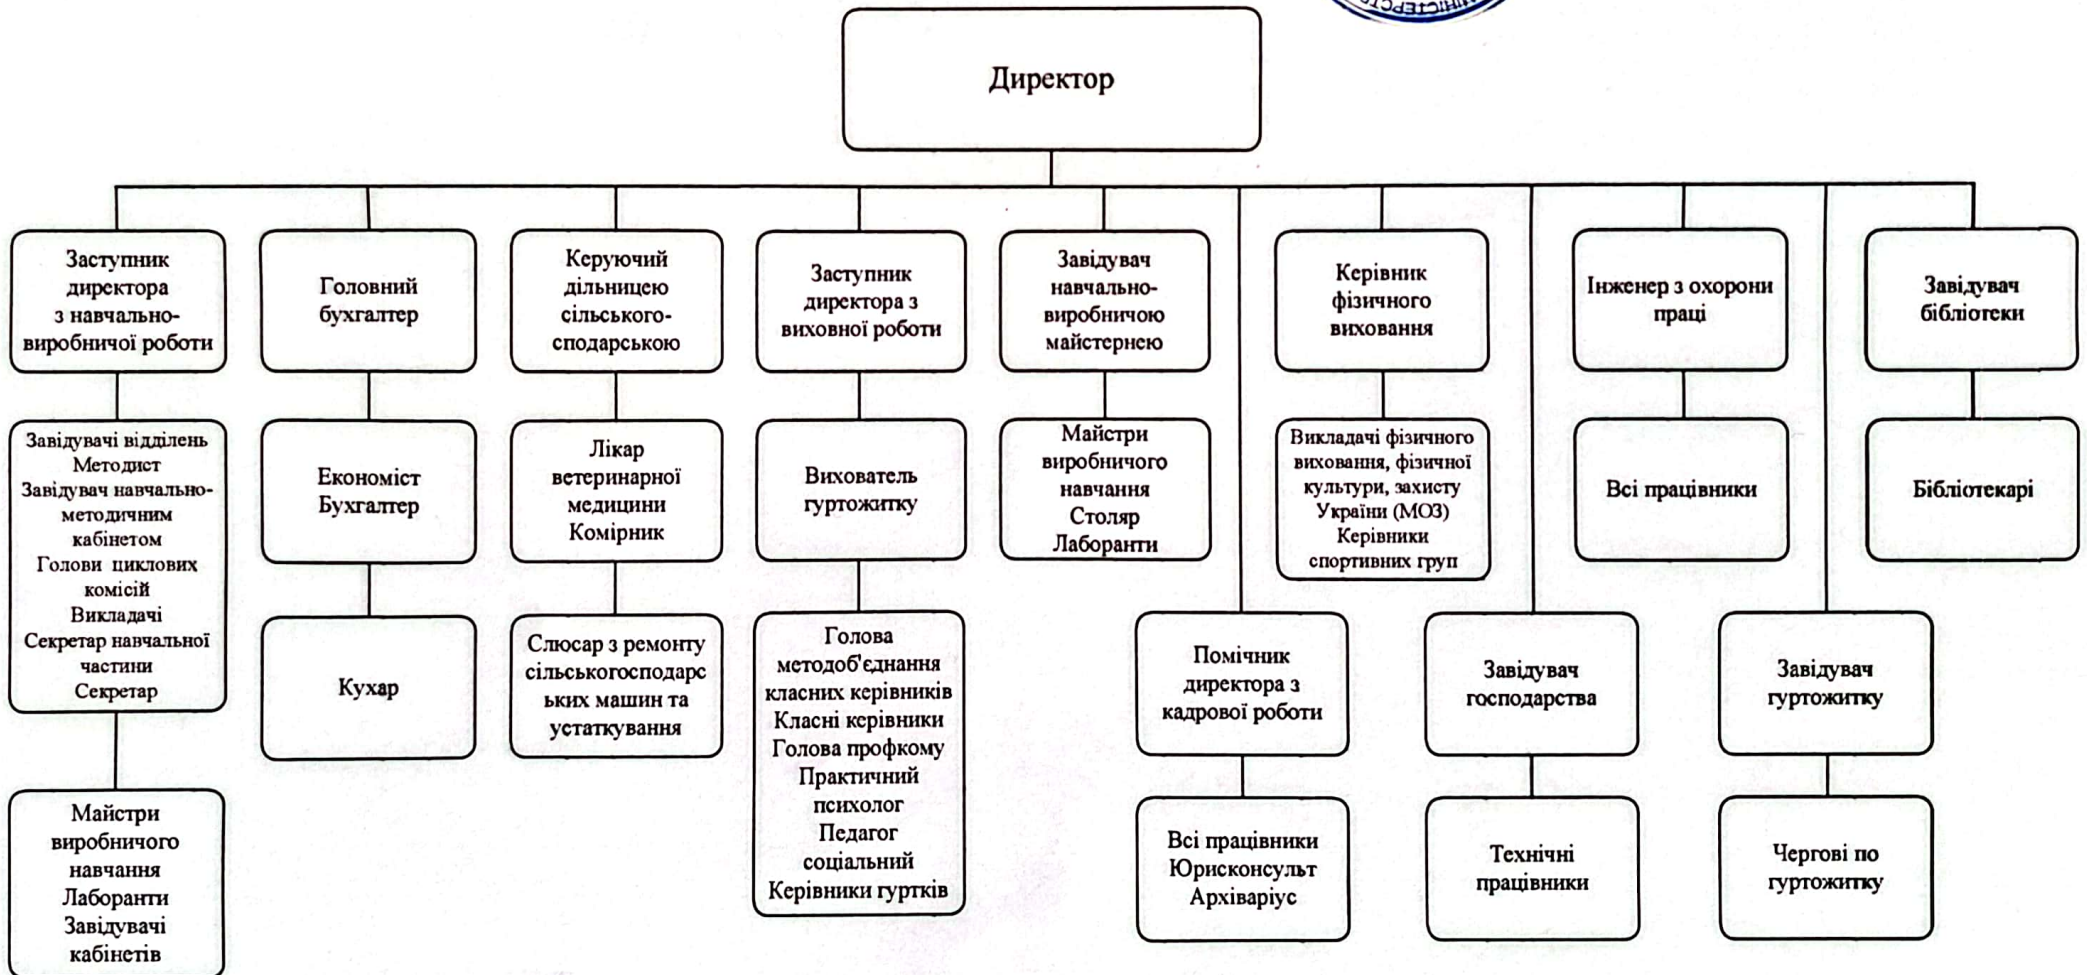 МІНІСТЕРСТ
Директор
Заступник
директора
з навчально-
виробничої роботи
Головний
бухгалтер
Керуючий
дільницею
сільського-
сподарською
Заступник
директора з
виховної роботи
Завідувач
навчально-
виробничою
майстернею
Керівник
фізичного
виховання
Інженер з охорони
праці
Завідувач
бібліотеки
Завідувачі відділень
Методист
Завідувач навчально-
методичним
кабінетом
Голови циклових
комісій
Викладачі
Секретар навчальної
частини
Секретар
Економіст
Бухгалтер
Лікар
ветеринарної
медицини
Комірник
Вихователь
гуртожитку
Майстри
виробничого
навчання
Столяр
Лаборанти
Викладачі фізичного
виховання, фізичної
культури, захисту
України (МОЗ)
Керівники
спортивних груп
Всі працівники
Бібліотекарі
Кухар
Слюсар з ремонту
сільськогосподарс
ьких машин та
устаткування
Голова
методоб'єднання
класних керівників
Класні керівники
Голова профкому
Практичний
психолог
Педагог
соціальний
Керівники гуртків
Помічник
директора з
кадрової роботи
Завідувач
господарства
Завідувач
гуртожитку
Майстри
виробничого
навчання
Лаборанти
Завідувачі
кабінетів
Всі працівники
Юрисконсульт
Архіваріус
Технічні
працівники
Чергові по
гуртожитку